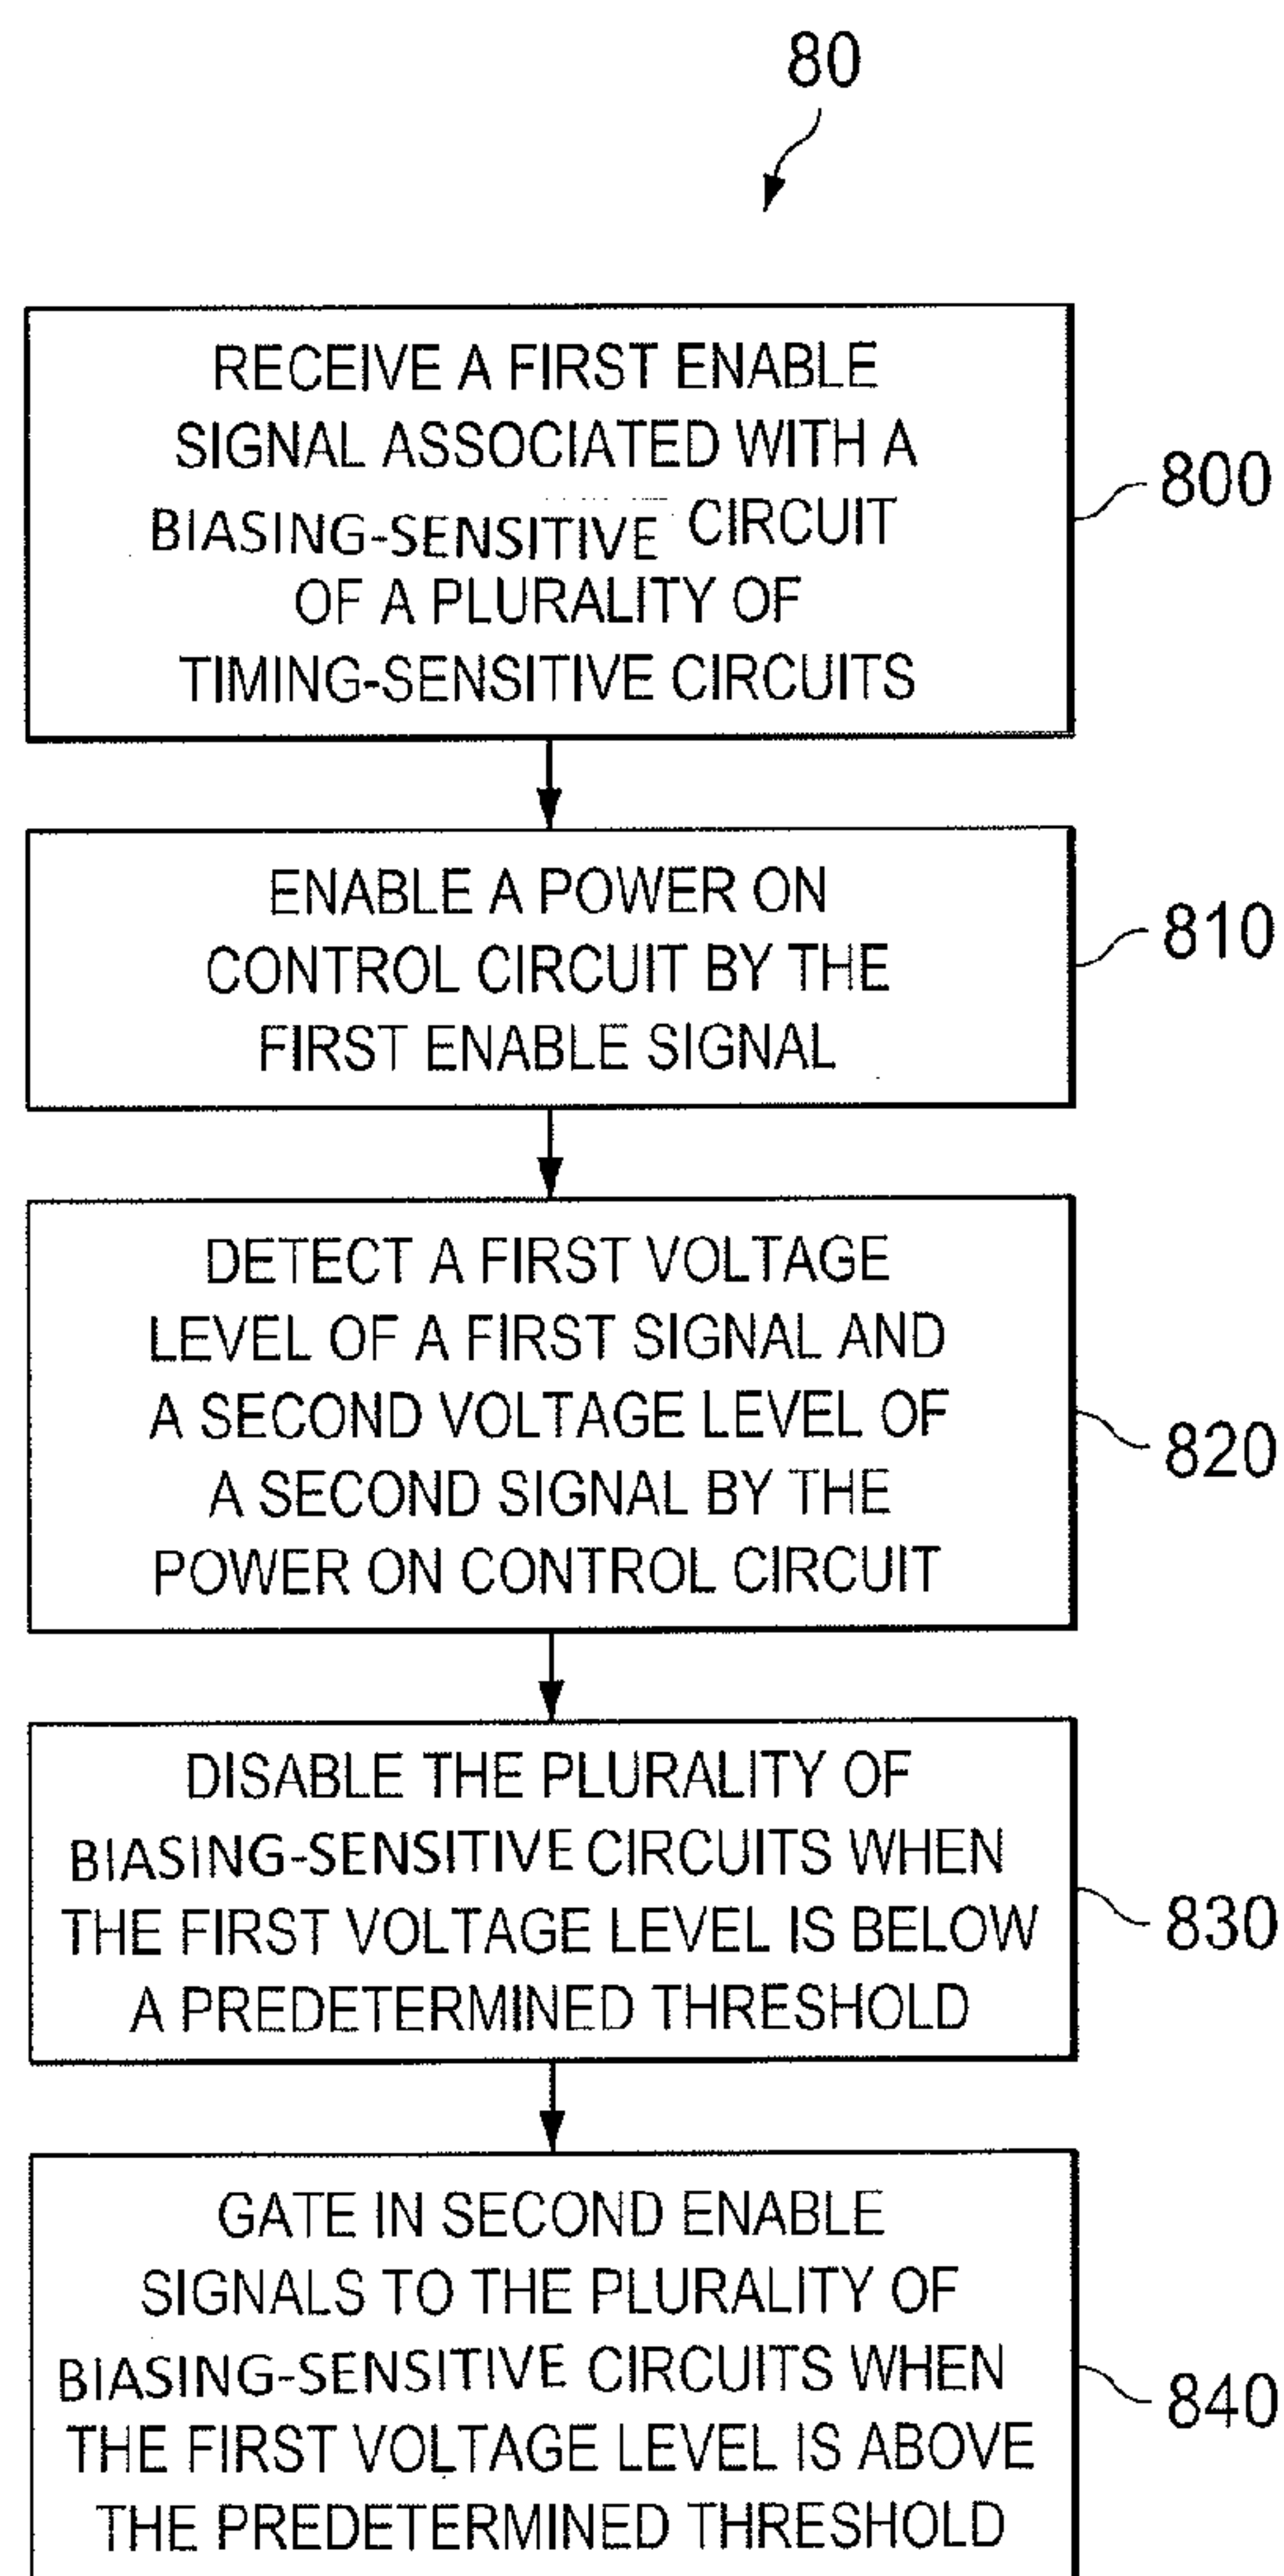 80
RECEIVE A FIRST ENABLE
SIGNAL ASSOCIATED WITH A
BIASING-SENSITIVE CIRCUIT
OF A PLURALITY OF
TIMING-SENSITIVE CIRCUITS
800
ENABLE A POWER ON
CONTROL CIRCUIT BY THE
FIRST ENABLE SIGNAL
810
DETECT A FIRST VOLTAGE
LEVEL OF A FIRST SIGNAL AND
A SECOND VOLTAGE LEVEL OF
A SECOND SIGNAL BY THE
POWER ON CONTROL CIRCUIT
820
DISABLE THE PLURALITY OF
BIASING-SENSITIVE CIRCUITS WHEN
THE FIRST VOLTAGE LEVEL IS BELOW
A PREDETERMINED THRESHOLD
830
GATE IN SECOND ENABLE
SIGNALS TO THE PLURALITY OF
BIASING-SENSITIVE CIRCUITS WHEN
THE FIRST VOLTAGE LEVEL IS ABOVE
THE PREDETERMINED THRESHOLD
840